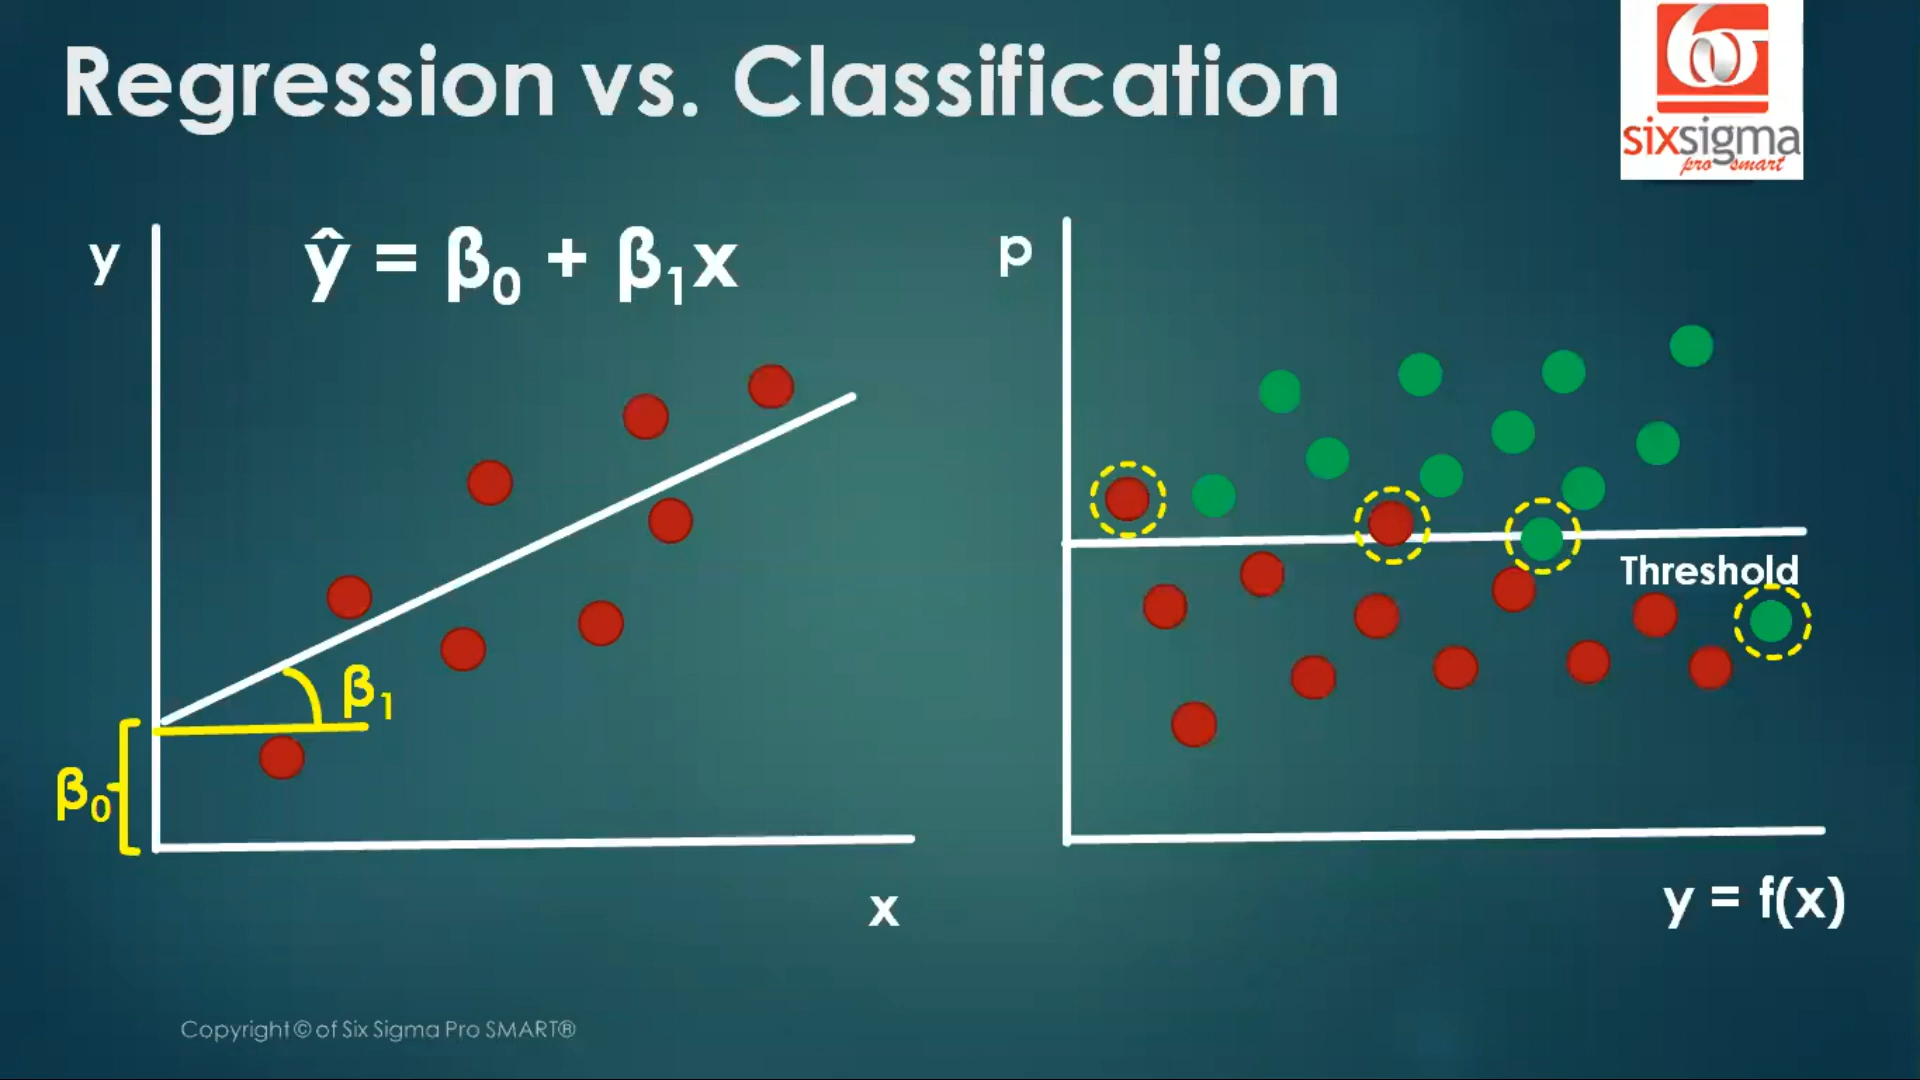 Regression vs. Classification
sixsigma
pro smart
y
ŷ = β₀ + β₁x
β₁
β₀
x
p
Threshold
y = f(x)
Copyright © of Six Sigma Pro SMART®